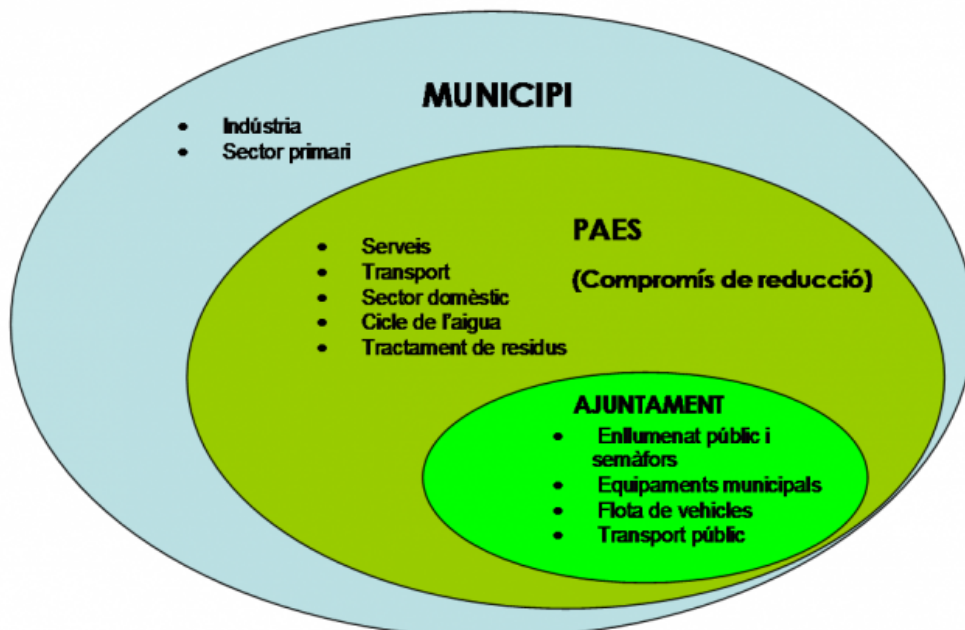 MUNICIPI
• Indústria
• Sector primari
PAES
(Compromís de reducció)
• Serveis
• Transport
• Sector domèstic
• Cicle de l'aigua
• Tractament de residus
AJUNTAMENT
• Enllumenat públic i
semàfors
• Equipaments municipals
• Flota de vehicles
• Transport públic